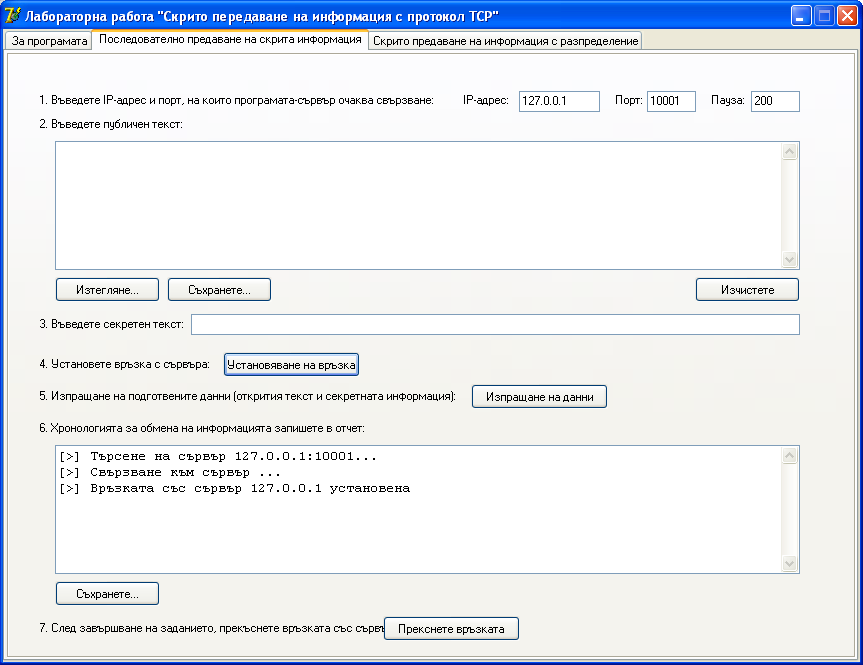 Лабораторна работа "Скрито передаване на информация с протокол TCP"
За програмата
Последователно предаване на скрита информация
Скрито предаване на информация с разпределение
1. Въведете IP-адрес и порт, на които програмата-сървър очаква свързване:
IP-адрес:
127.0.0.1
Порт:
10001
Пауза:
200
2. Въведете публичен текст:
Изтегляне...
Съхранете...
Изчистете
3. Въведете секретен текст:
4. Установете връзка с сървъра:
Установяване на връзка
5. Изпращане на подготвените данни (открития текст и секретната информация):
Изпращане на данни
6. Хронологията за обмена на информацията запишете в отчет:
[>] Търсене на сървър 127.0.0.1:10001...
[>] Свързване към сървър ...
[>] Връзката със сървър 127.0.0.1 установена
Съхранете...
7. След завършване на заданието, прекъснете връзката със сърв
Прекснете връзката